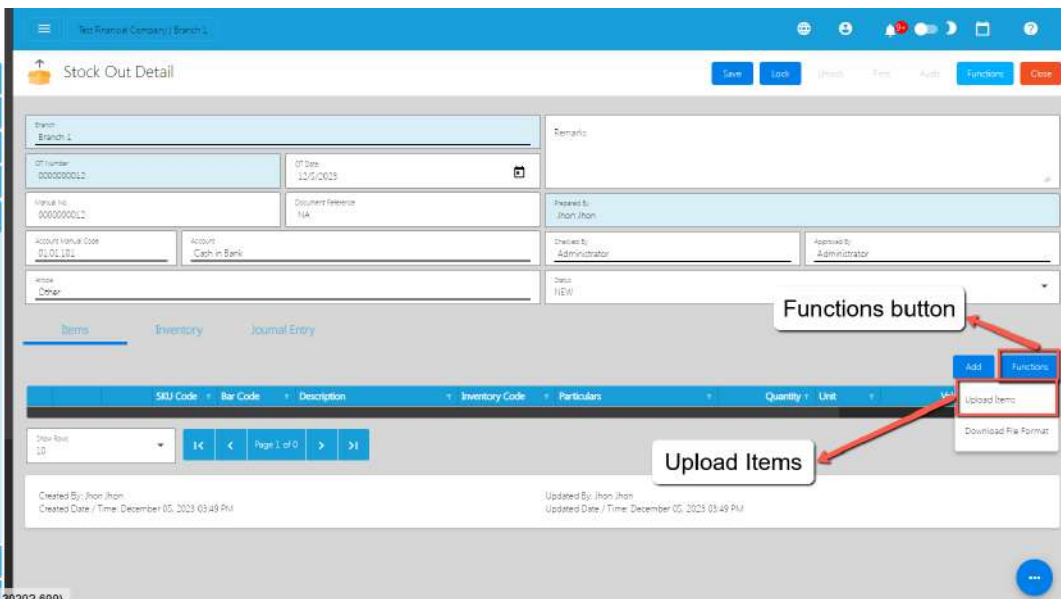 Test Financial Company | Branch 1
9+
Stock Out Detail
Save Lock Unlock Print Audit Functions Close
Branch
Branch 1
Remarks
OT Number
0000000012
OT Date
12/5/2023
Manual No.
0000000012
Document Reference
NA
Prepared By
Jhon Jhon
Account Manual Code
01.01.101
Account
Cash in Bank
Checked By
Administrator
Approved By
Administrator
Article
Other
Status
NEW
Functions button
Items Inventory Journal Entry
Add Functions
SKU Code Bar Code Description Inventory Code Particulars Quantity Unit
Upload Items
Download File Format
Show Rows
10
Page 1 of 0
Upload Items
Created By: Jhon Jhon
Created Date / Time: December 05, 2023 03:49 PM
Updated By: Jhon Jhon
Updated Date / Time: December 05, 2023 03:49 PM